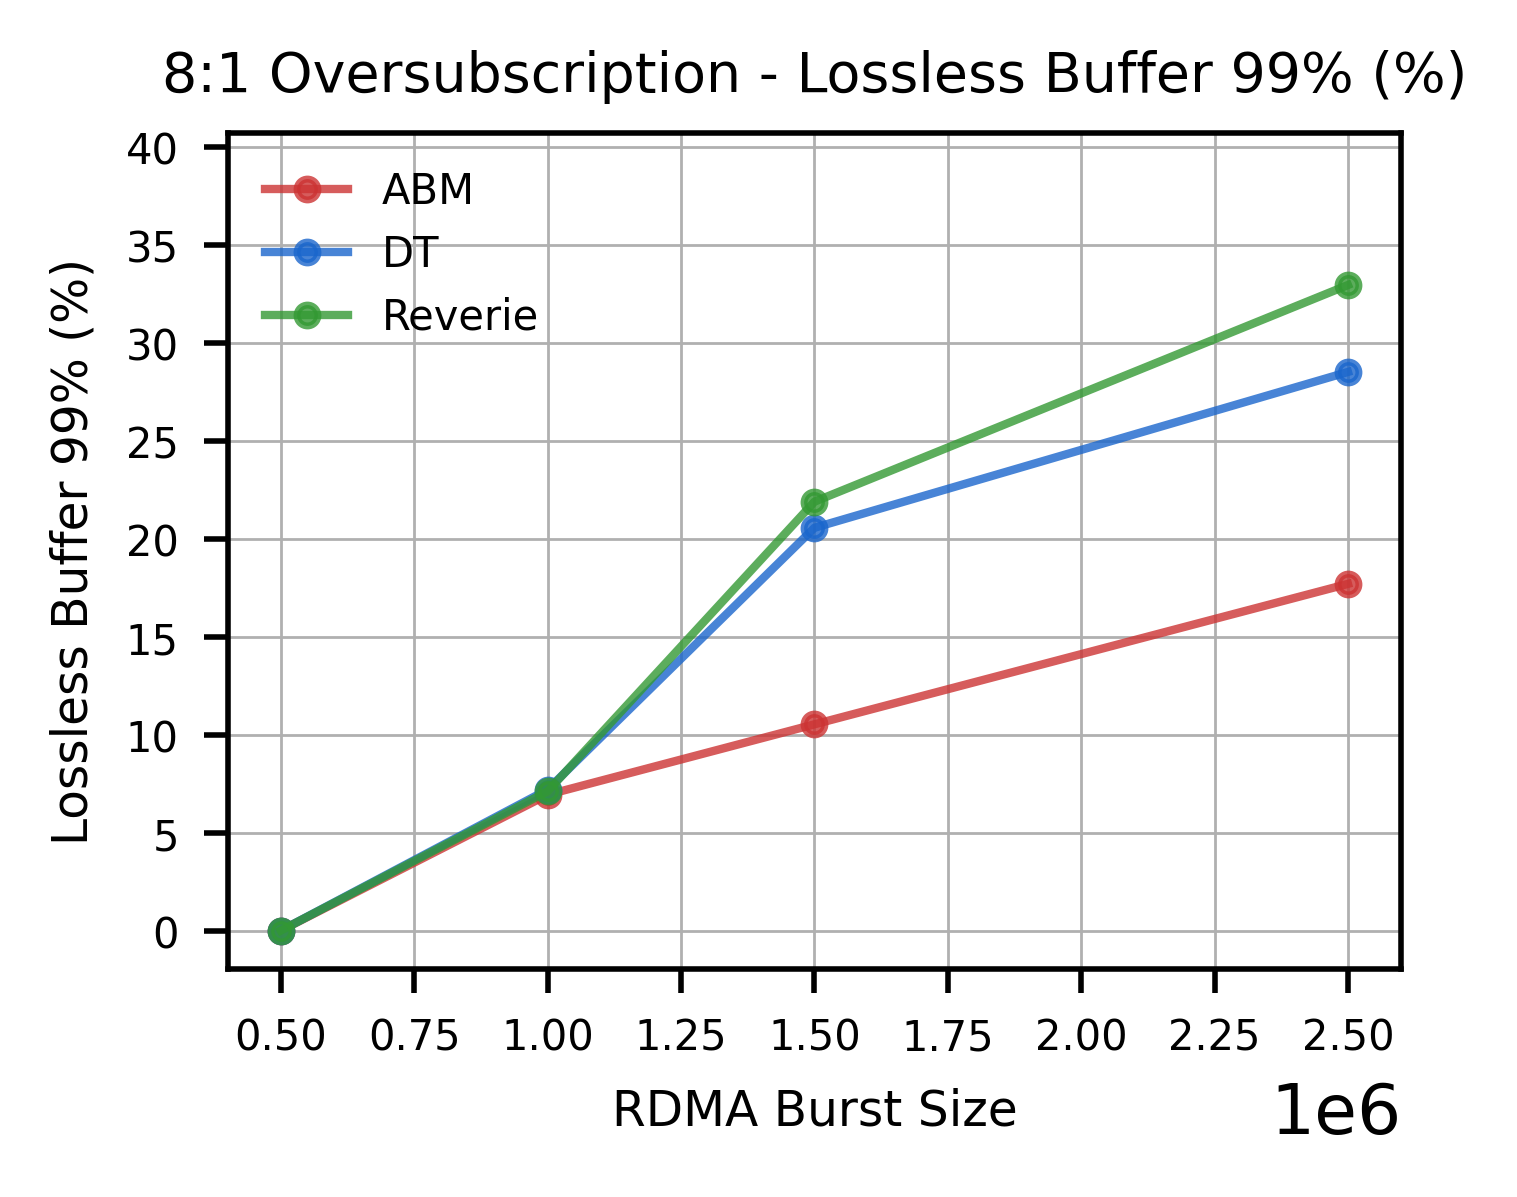 8:1 Oversubscription - Lossless Buffer 99% (%)
Lossless Buffer 99% (%)
40
35
30
25
20
15
10
5
0
ABM
DT
Reverie
0.50 0.75 1.00 1.25 1.50 1.75 2.00 2.25 2.50
RDMA Burst Size
1e6